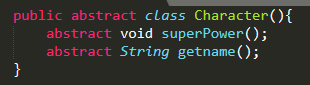 public abstract class Character(){
    abstract void superPower();
    abstract String getname();
}